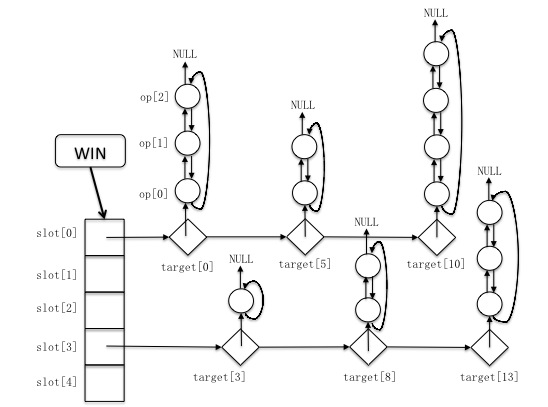 NULL
NULL
op[2]
NULL
op[1]
WIN
NULL
op[0]
NULL
slot[0]
target[0]
target[5]
target[10]
NULL
slot[1]
slot[2]
slot[3]
target[3]
target[8]
target[13]
slot[4]